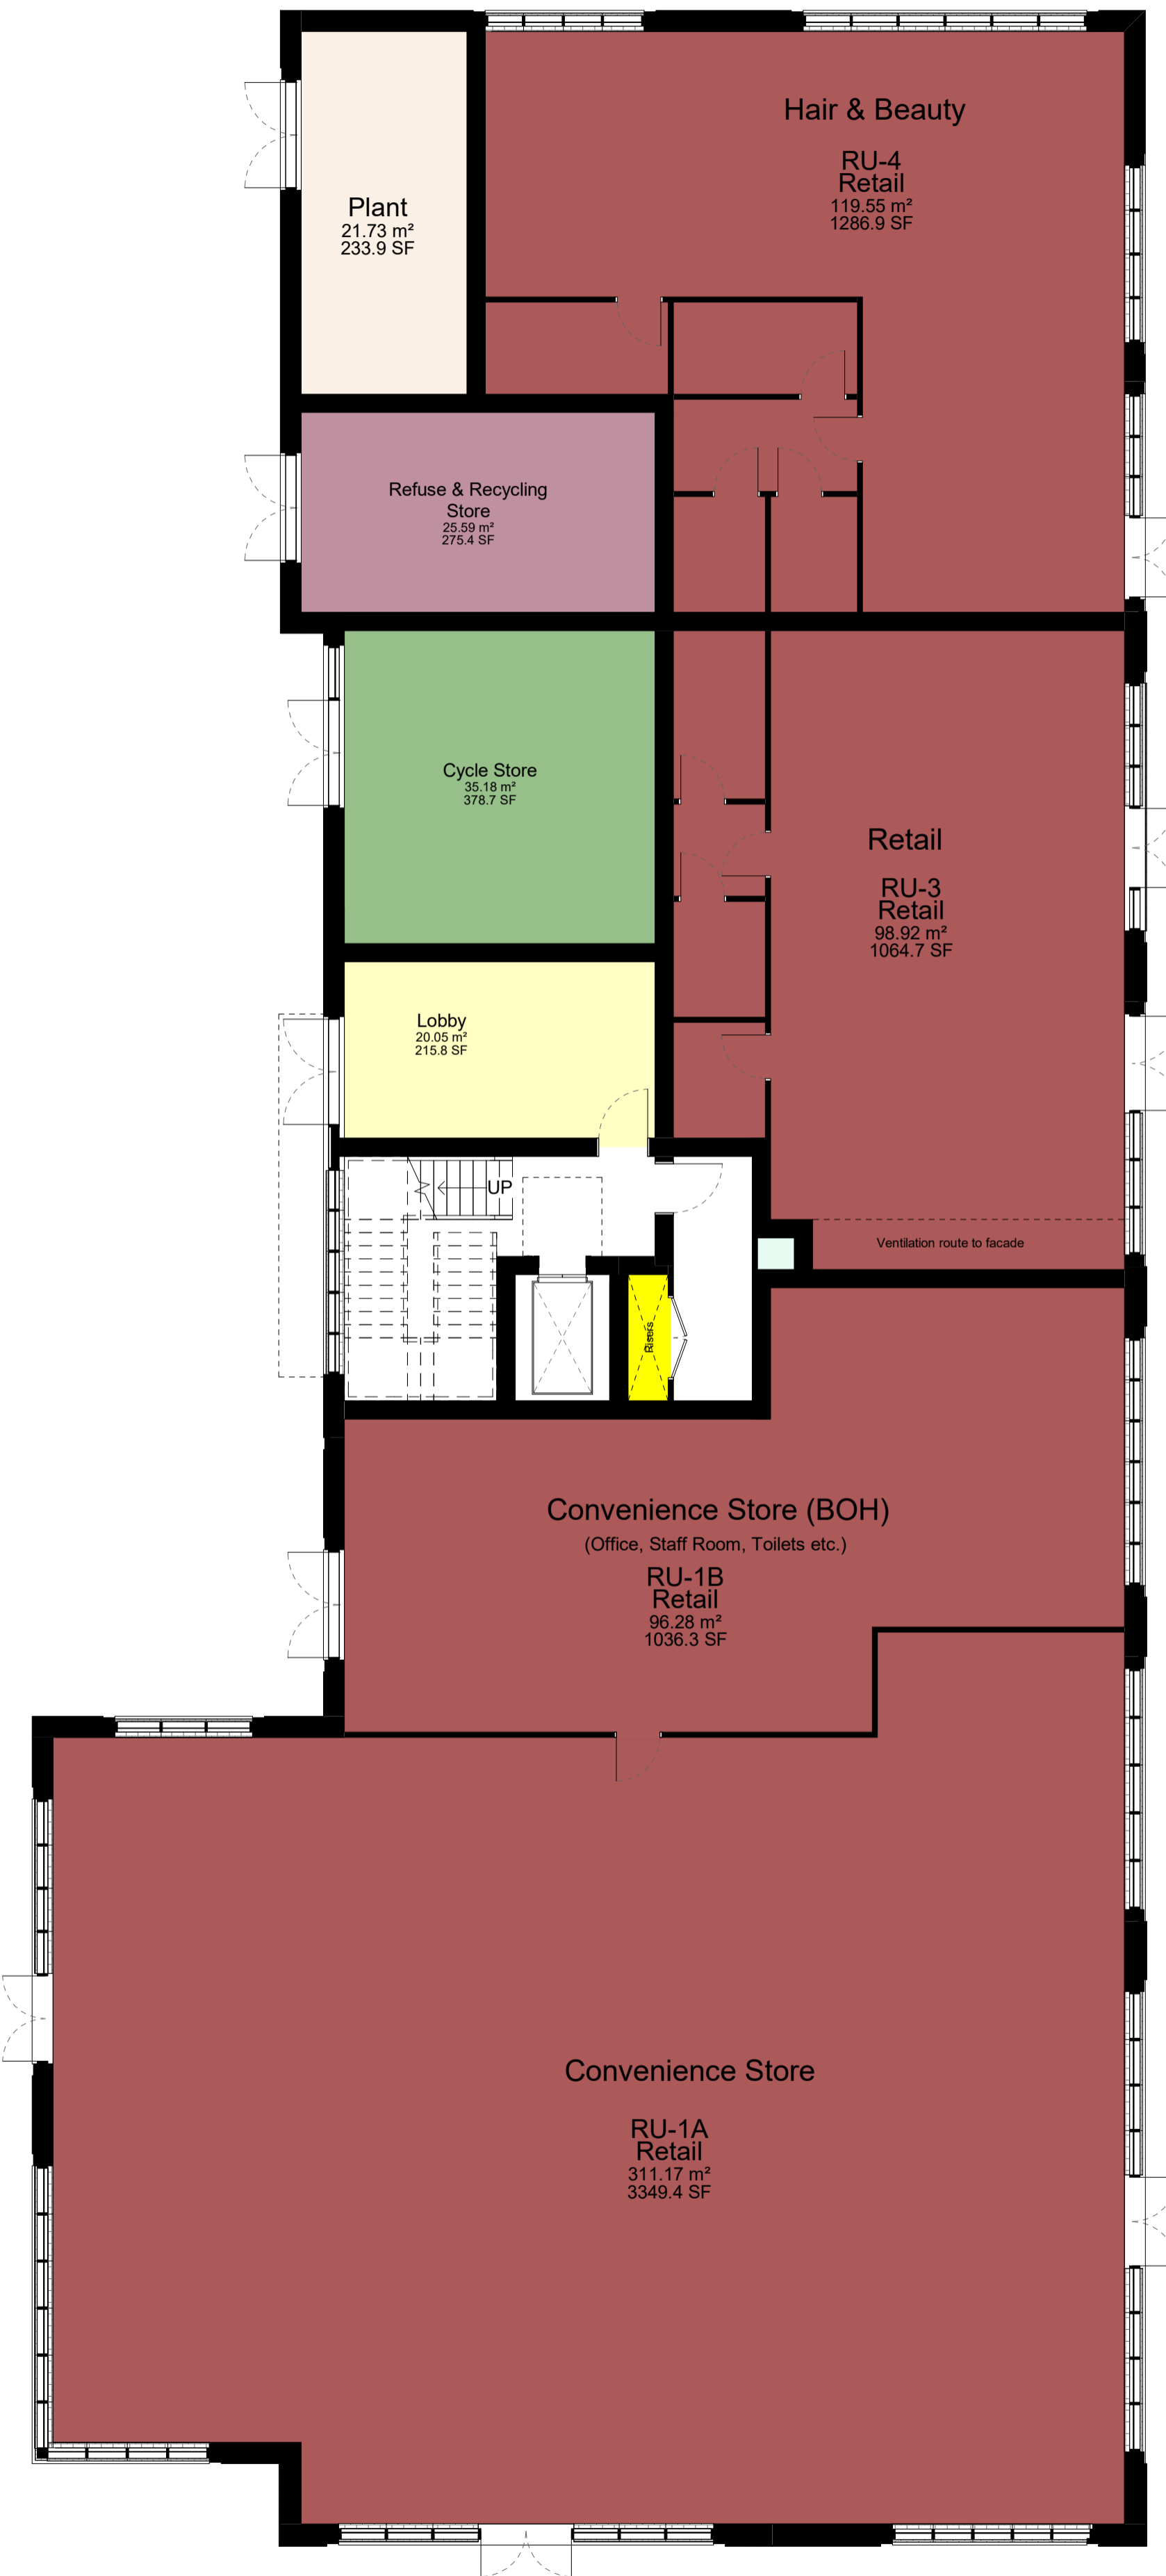 Hair & Beauty
RU-4
Retail
119.55 m²
1286.9 SF
Plant
21.73 m²
233.9 SF
Refuse & Recycling
Store
25.59 m²
275.4 SF
Cycle Store
35.18 m²
378.7 SF
Retail
RU-3
Retail
98.92 m²
1064.7 SF
Lobby
20.05 m²
215.8 SF
UP
Ventilation route to facade
Risers
Convenience Store (BOH)
(Office, Staff Room, Toilets etc.)
RU-1B
Retail
96.28 m²
1036.3 SF
Convenience Store
RU-1A
Retail
311.17 m²
3349.4 SF